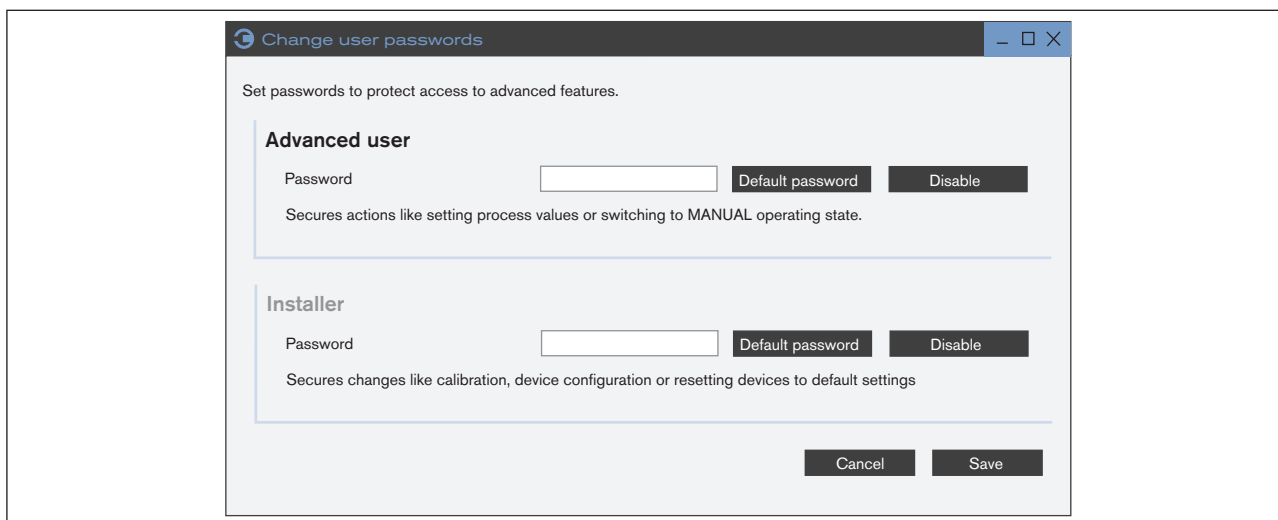 Change user passwords
Set passwords to protect access to advanced features.
Advanced user
Password Default password Disable
Secures actions like setting process values or switching to MANUAL operating state.
Installer
Password Default password Disable
Secures changes like calibration, device configuration or resetting devices to default settings
Cancel Save